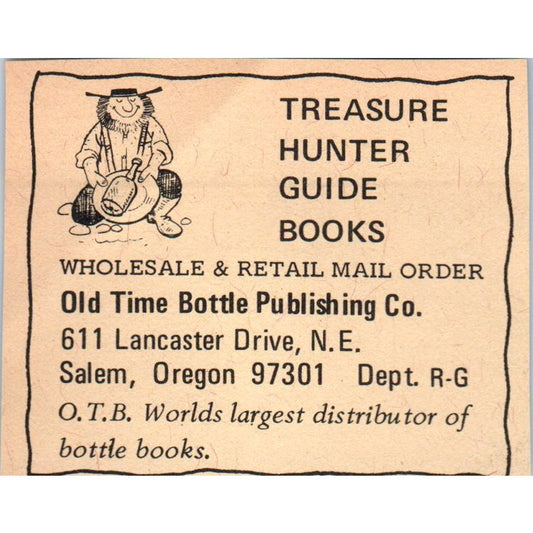 TREASURE
HUNTER
GUIDE
BOOKS
WHOLESALE & RETAIL MAIL ORDER
Old Time Bottle Publishing Co.
611 Lancaster Drive, N.E.
Salem, Oregon 97301 Dept. R-G
O.T.B. Worlds largest distributor of
bottle books.